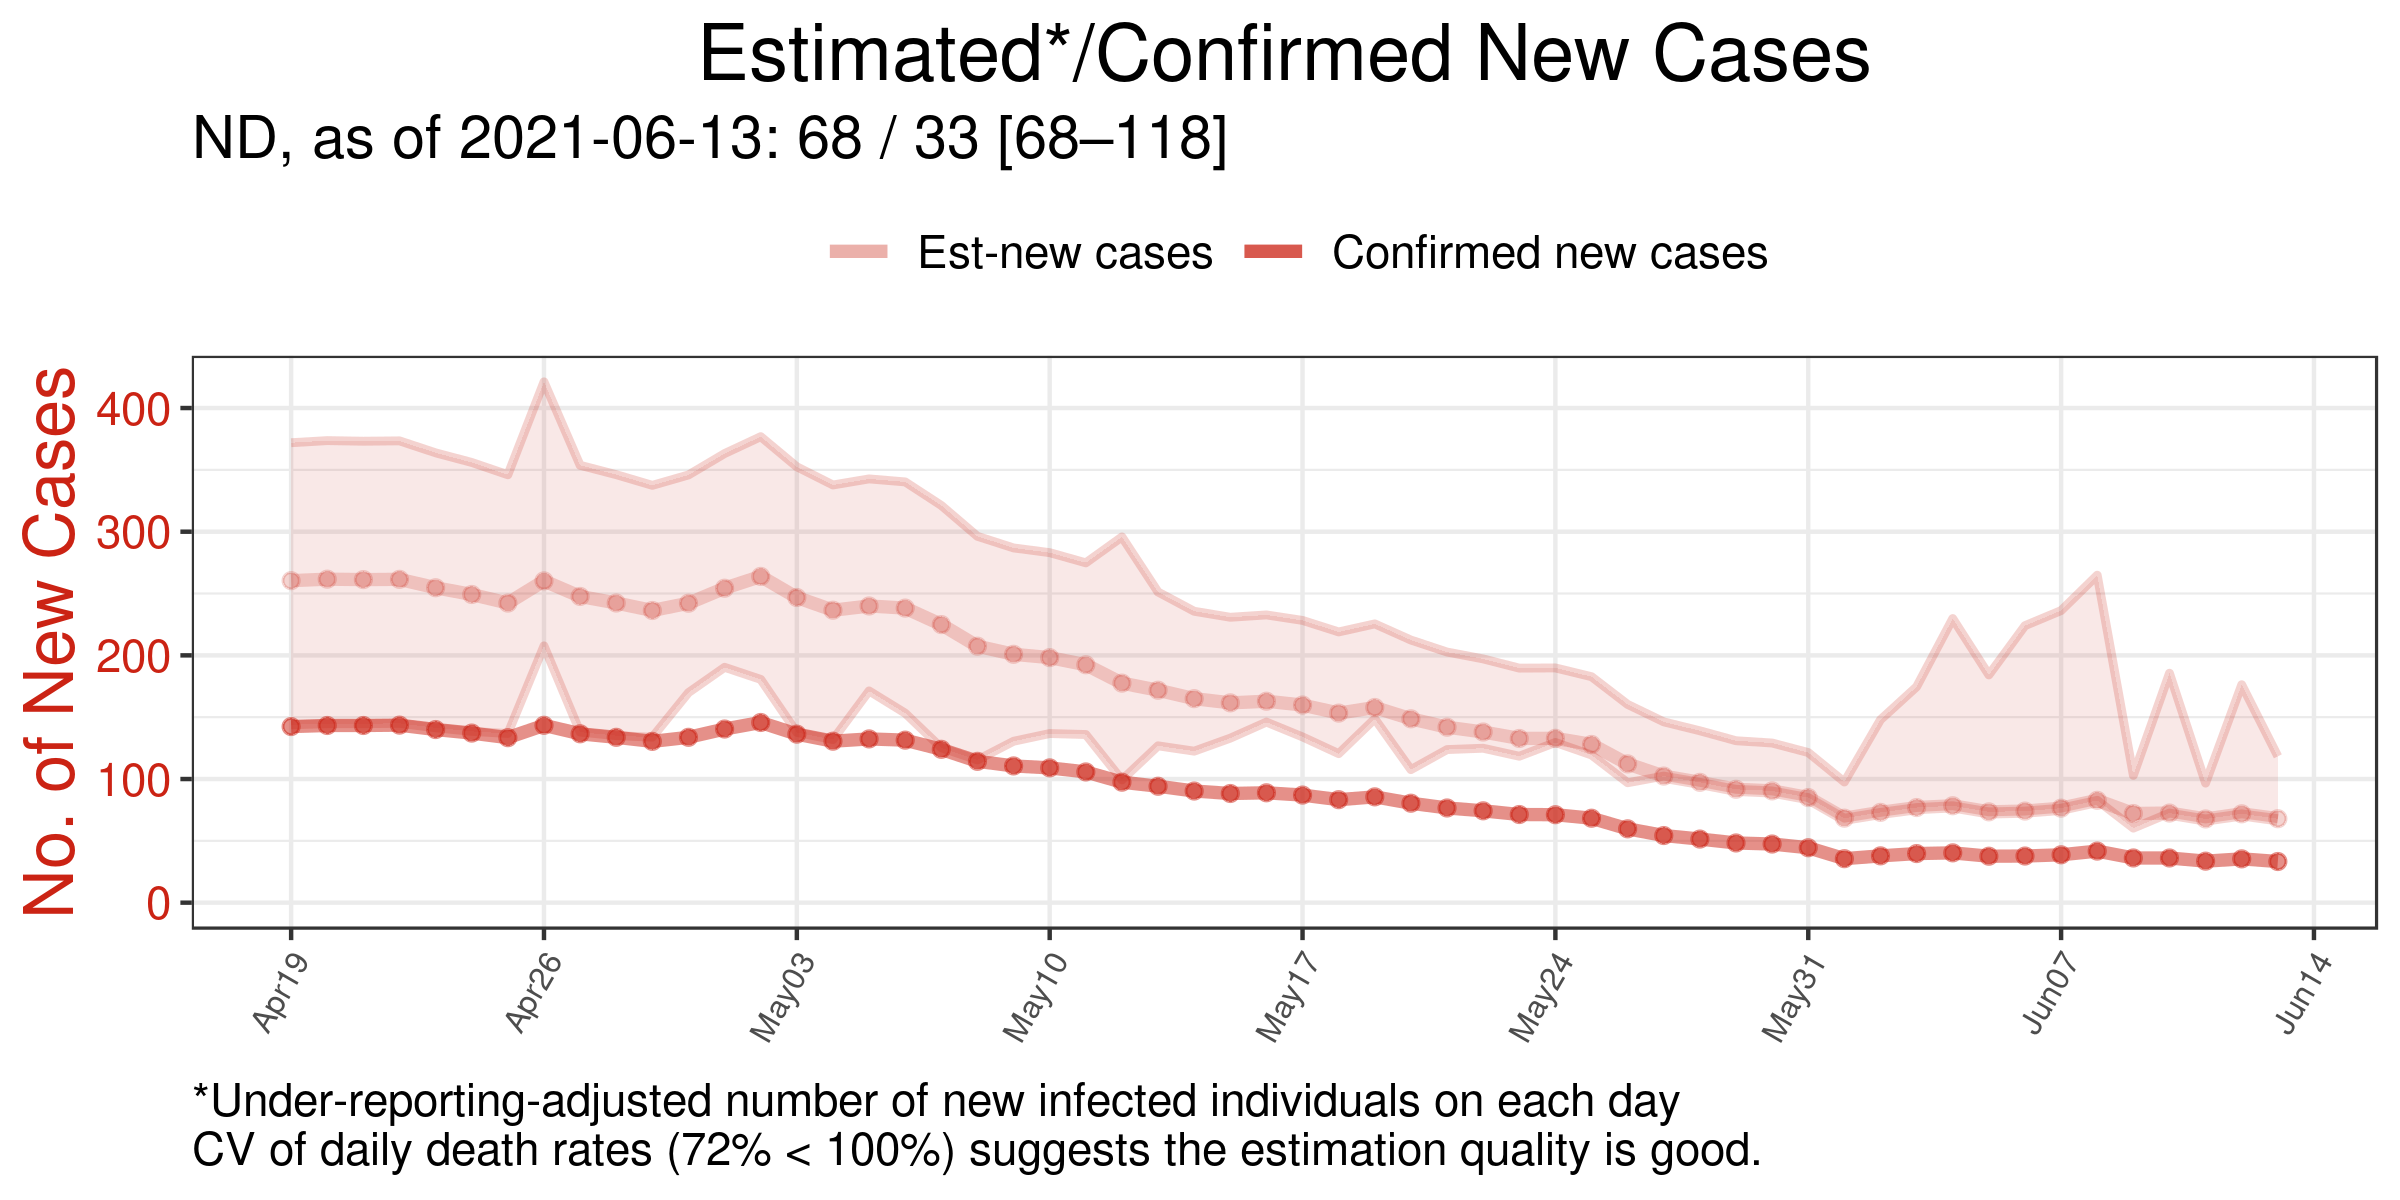 Estimated*/Confirmed New Cases
ND, as of 2021-06-13: 68 / 33 [68–118]
Est-new cases
Confirmed new cases
No. of New Cases
400
300
200
100
0
Apr19
Apr26
May03
May10
May17
May24
May31
Jun07
Jun14
*Under-reporting-adjusted number of new infected individuals on each day
CV of daily death rates (72% < 100%) suggests the estimation quality is good.